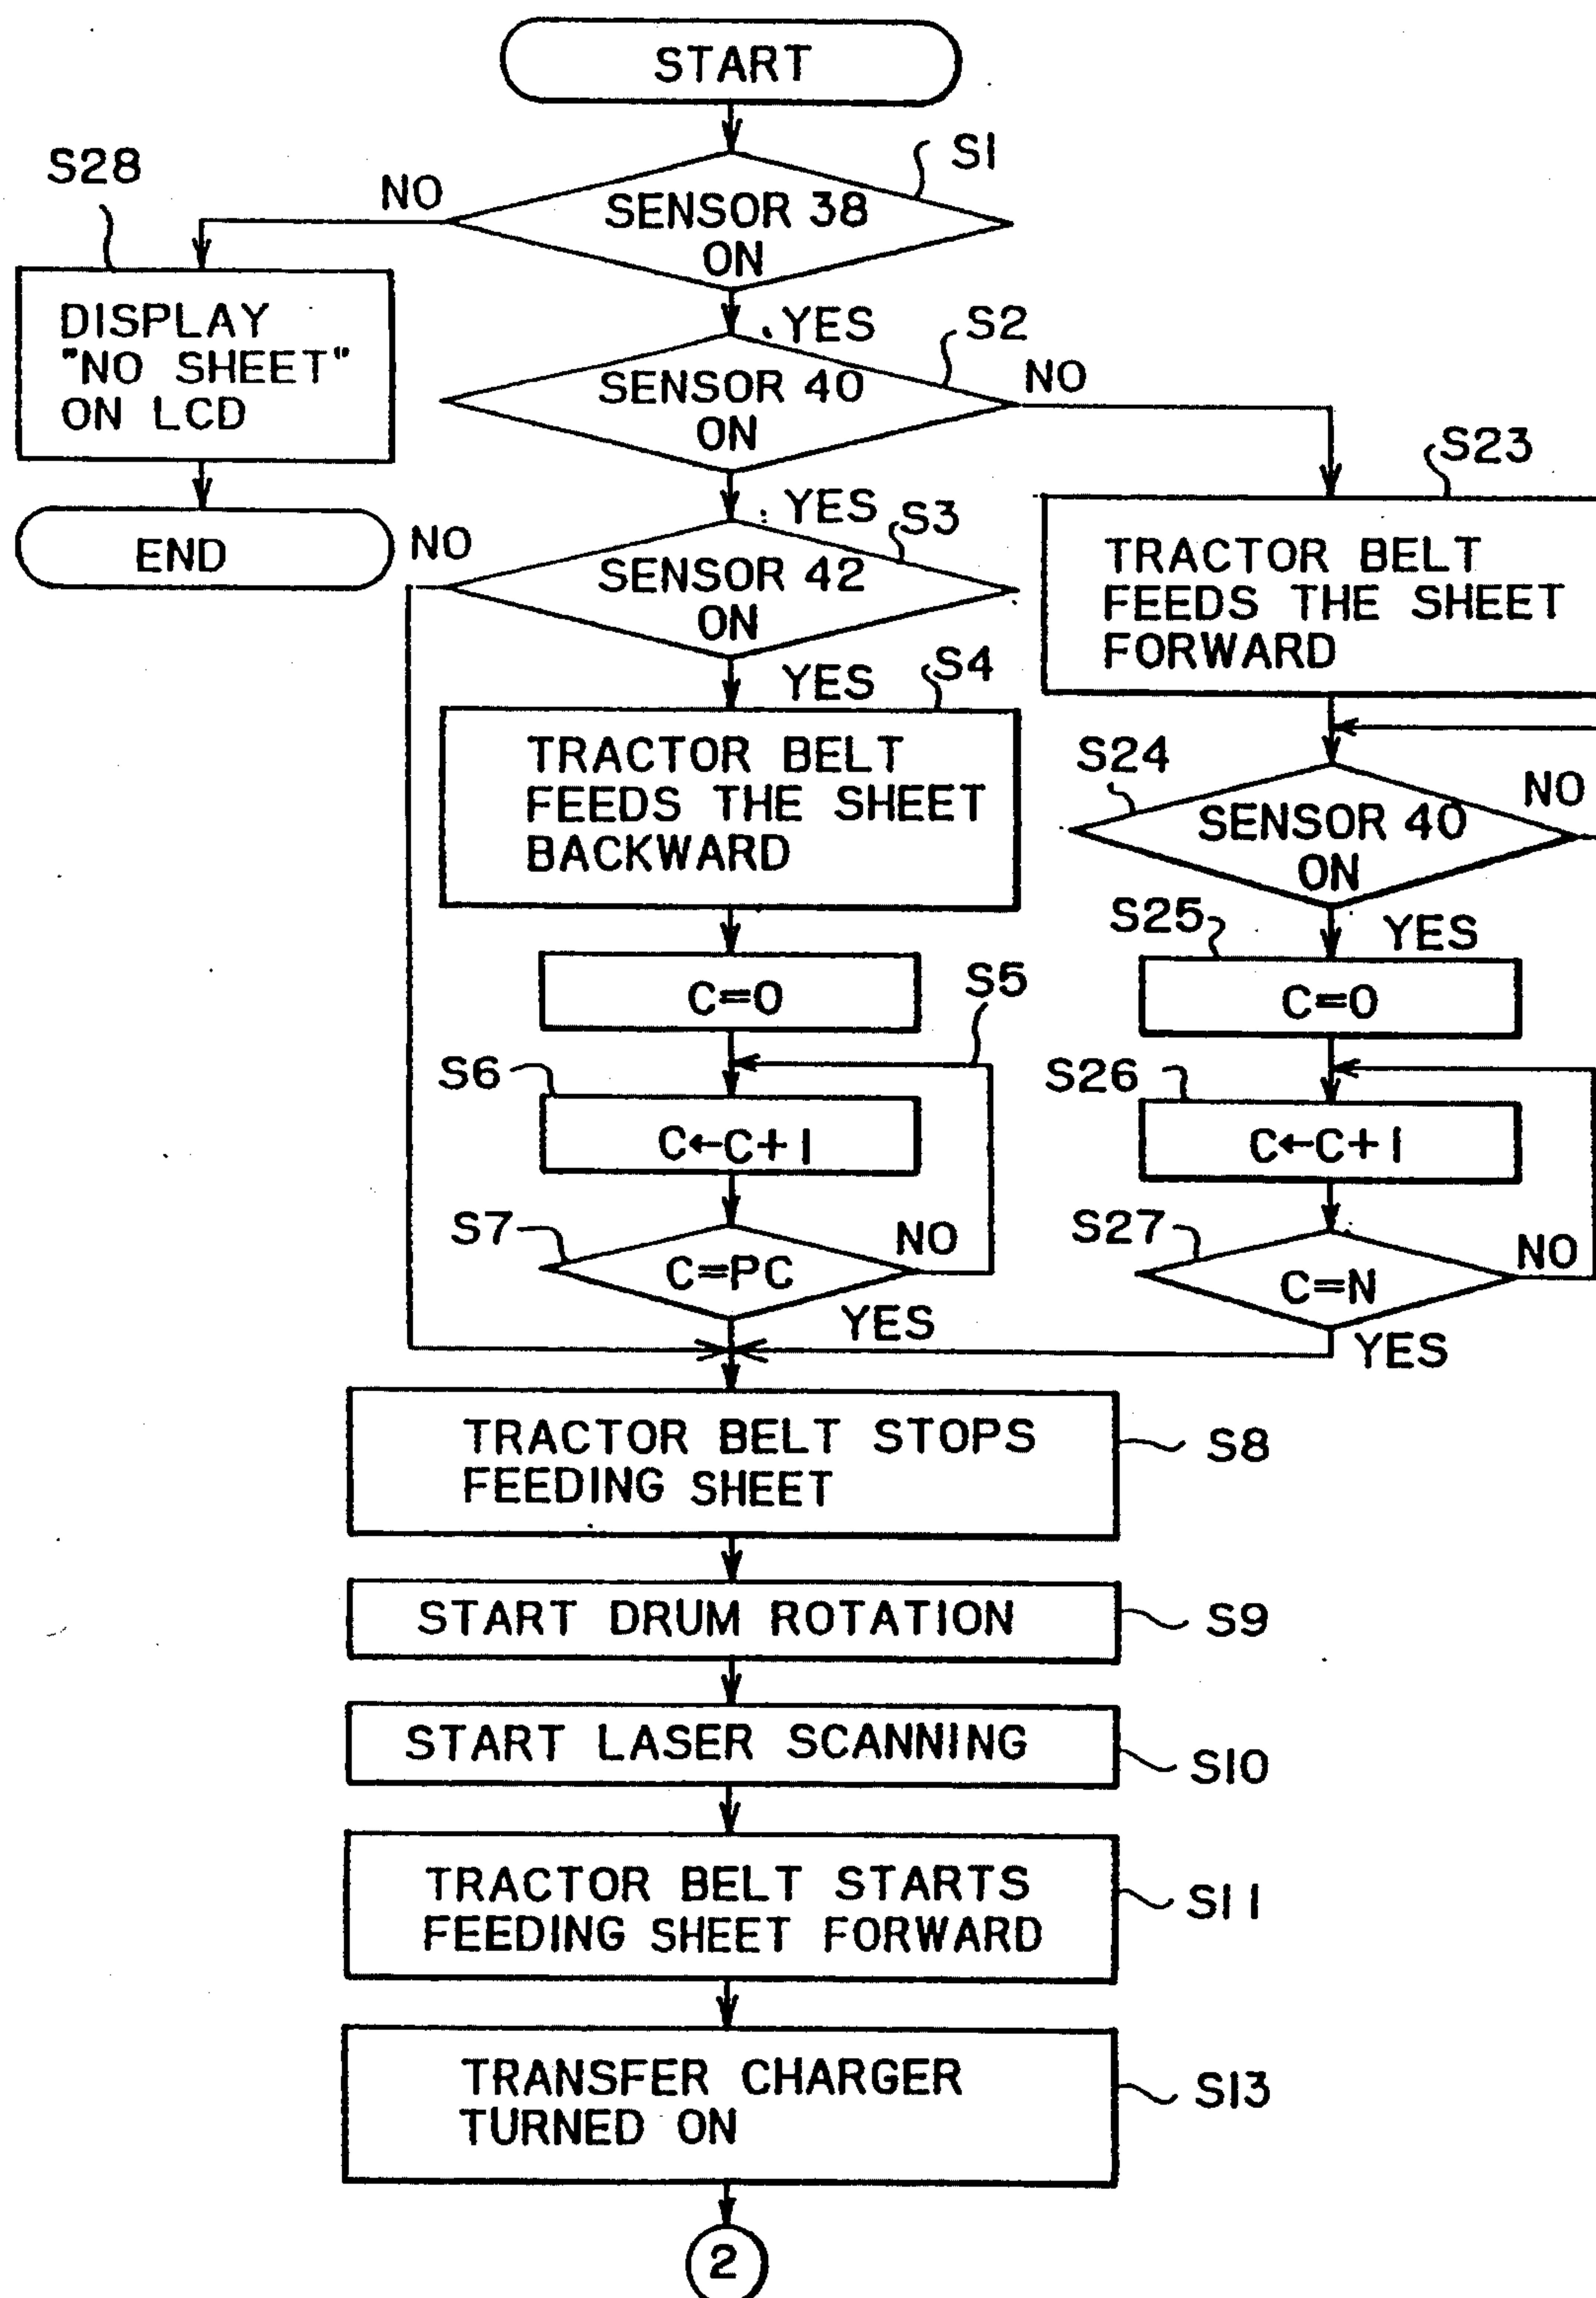 START
S1
SENSOR 38
ON
NO
YES
S28
DISPLAY
"NO SHEET"
ON LCD
END
S2
SENSOR 40
ON
NO
YES
S3
SENSOR 42
ON
NO
YES
S4
TRACTOR BELT
FEEDS THE SHEET
BACKWARD
C=0
S5
S6
C←C+1
S7
C=PC
NO
YES
S23
TRACTOR BELT
FEEDS THE SHEET
FORWARD
S24
SENSOR 40
ON
NO
YES
S25
C=0
S26
C←C+1
S27
C=N
NO
YES
TRACTOR BELT STOPS
FEEDING SHEET
S8
START DRUM ROTATION
S9
START LASER SCANNING
S10
TRACTOR BELT STARTS
FEEDING SHEET FORWARD
S11
TRANSFER CHARGER
TURNED ON
S13
2